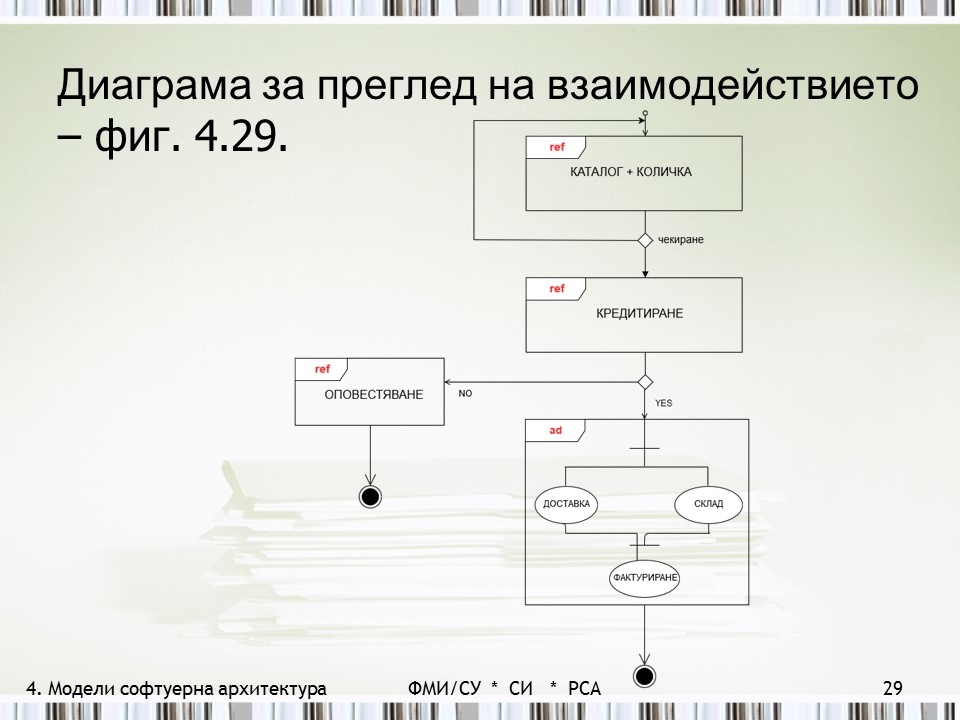 Диаграма за преглед на взаимодействието
– фиг. 4.29.
ref
КАТАЛОГ + КОЛИЧКА
чекиране
ref
КРЕДИТИРАНЕ
ref
ОПОВЕСТЯВАНЕ
NO
YES
ad
ДОСТАВКА
СКЛАД
ФАКТУРИРАНЕ
4. Модели софтуерна архитектура
ФМИ/СУ * СИ * РСА
29